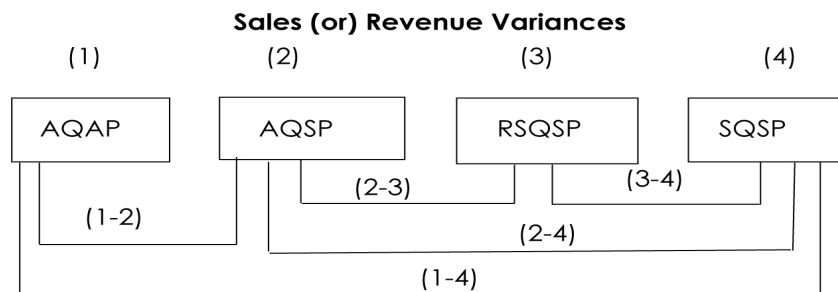 Sales (or) Revenue Variances
(1) (2) (3) (4)
AQAP AQSP RSQSP SQSP
(2-3) (3-4)
(1-2) (2-4)
(1-4)